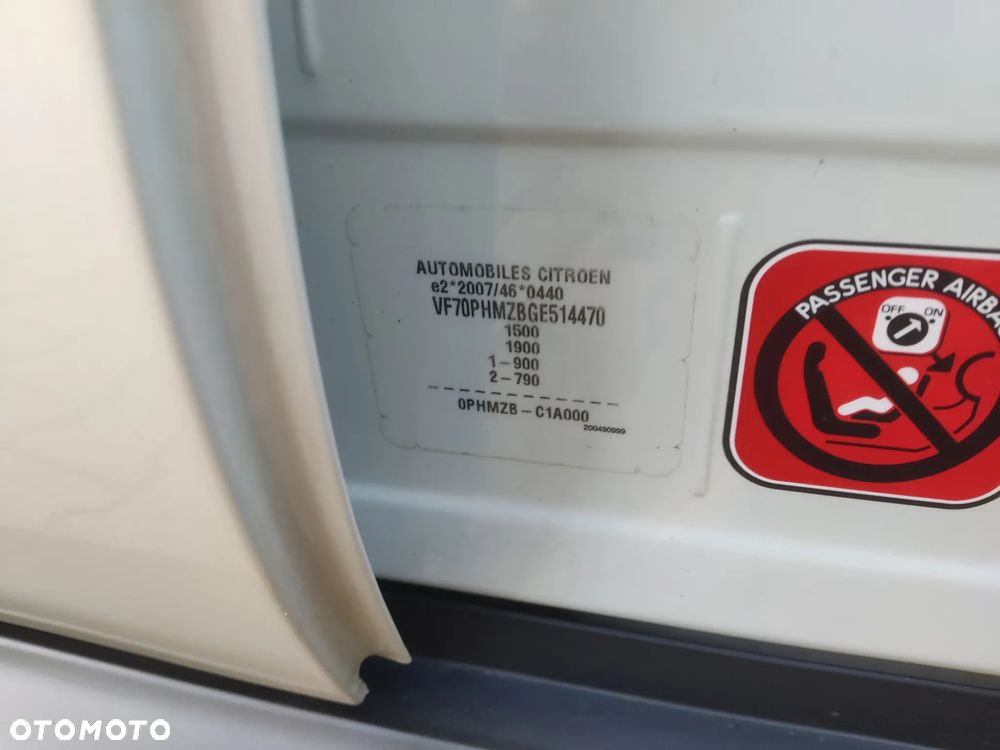 AUTOMOBILES CITROEN
e2*2007/46*0440
VF70PHMZBGE514470
1500
1900
1-900
2-790
0PHMZB-C1A000
200490999
PASSENGER AIRBA
OFF ON
OTOMOTO